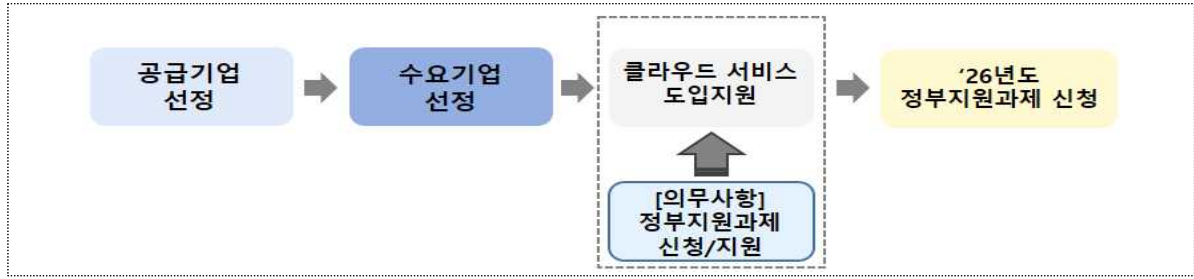 공급기업
선정
수요기업
선정
클라우드 서비스
도입지원
‘26년도
정부지원과제 신청
[의무사항]
정부지원과제
신청/지원